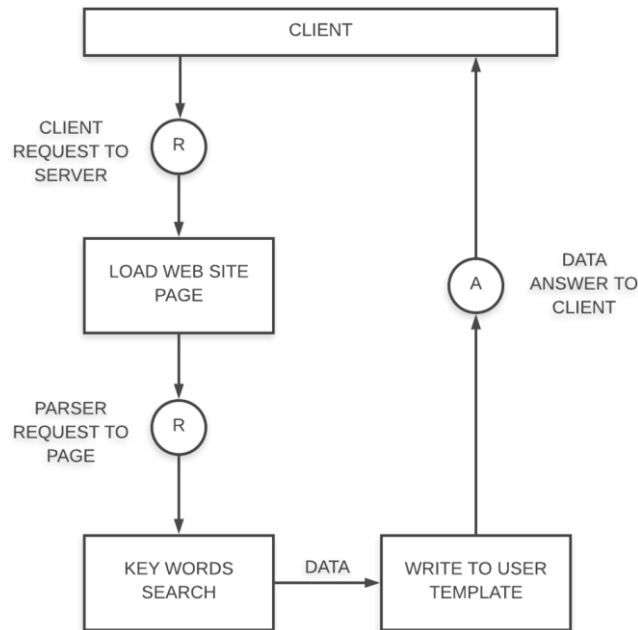 CLIENT
CLIENT
REQUEST TO
SERVER
R
LOAD WEB SITE
PAGE
A
DATA
ANSWER TO
CLIENT
PARSER
REQUEST TO
PAGE
R
KEY WORDS
SEARCH
DATA
WRITE TO USER
TEMPLATE